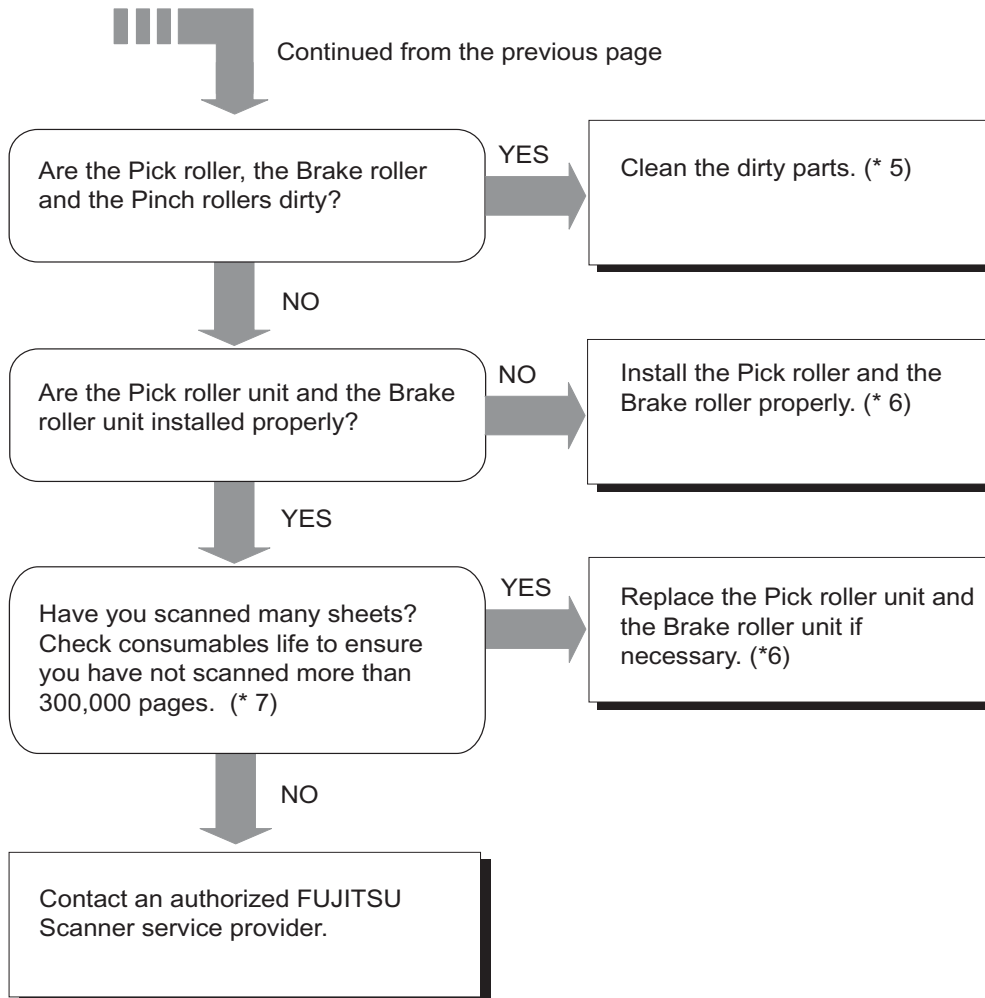 Continued from the previous page
Are the Pick roller, the Brake roller
and the Pinch rollers dirty?
YES
Clean the dirty parts. (* 5)
NO
Are the Pick roller unit and the Brake
roller unit installed properly?
NO
Install the Pick roller and the
Brake roller properly. (* 6)
YES
Have you scanned many sheets?
Check consumables life to ensure
you have not scanned more than
300,000 pages.  (* 7)
YES
Replace the Pick roller unit and
the Brake roller unit if
necessary. (*6)
NO
Contact an authorized FUJITSU
Scanner service provider.